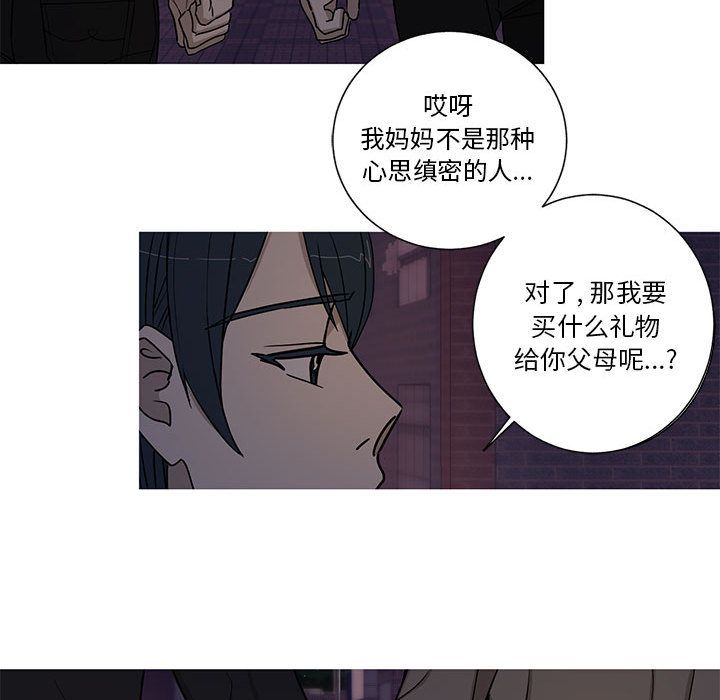 哎呀
我妈妈不是那种
心思缜密的人...
对了, 那我要
买什么礼物
给你父母呢...?